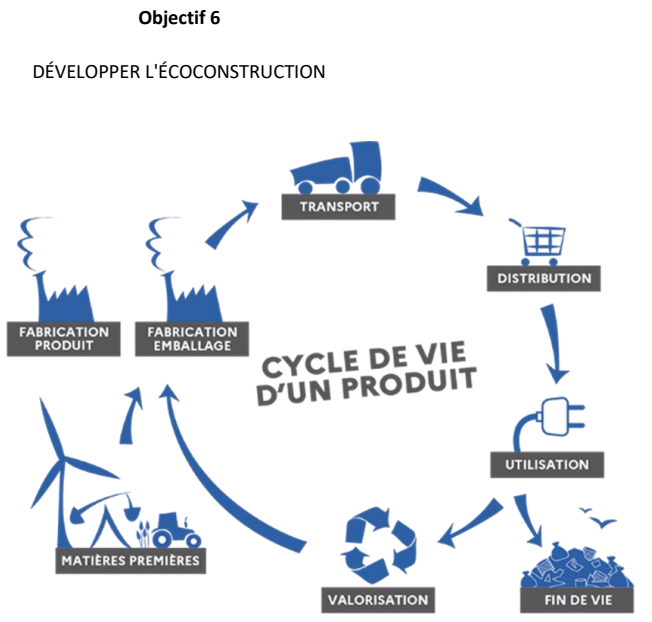 Objectif 6
DÉVELOPPER L'ÉCOCONSTRUCTION
TRANSPORT
DISTRIBUTION
FABRICATION
PRODUIT
FABRICATION
EMBALLAGE
CYCLE DE VIE
D'UN PRODUIT
UTILISATION
MATIÈRES PREMIÈRES
VALORISATION
FIN DE VIE